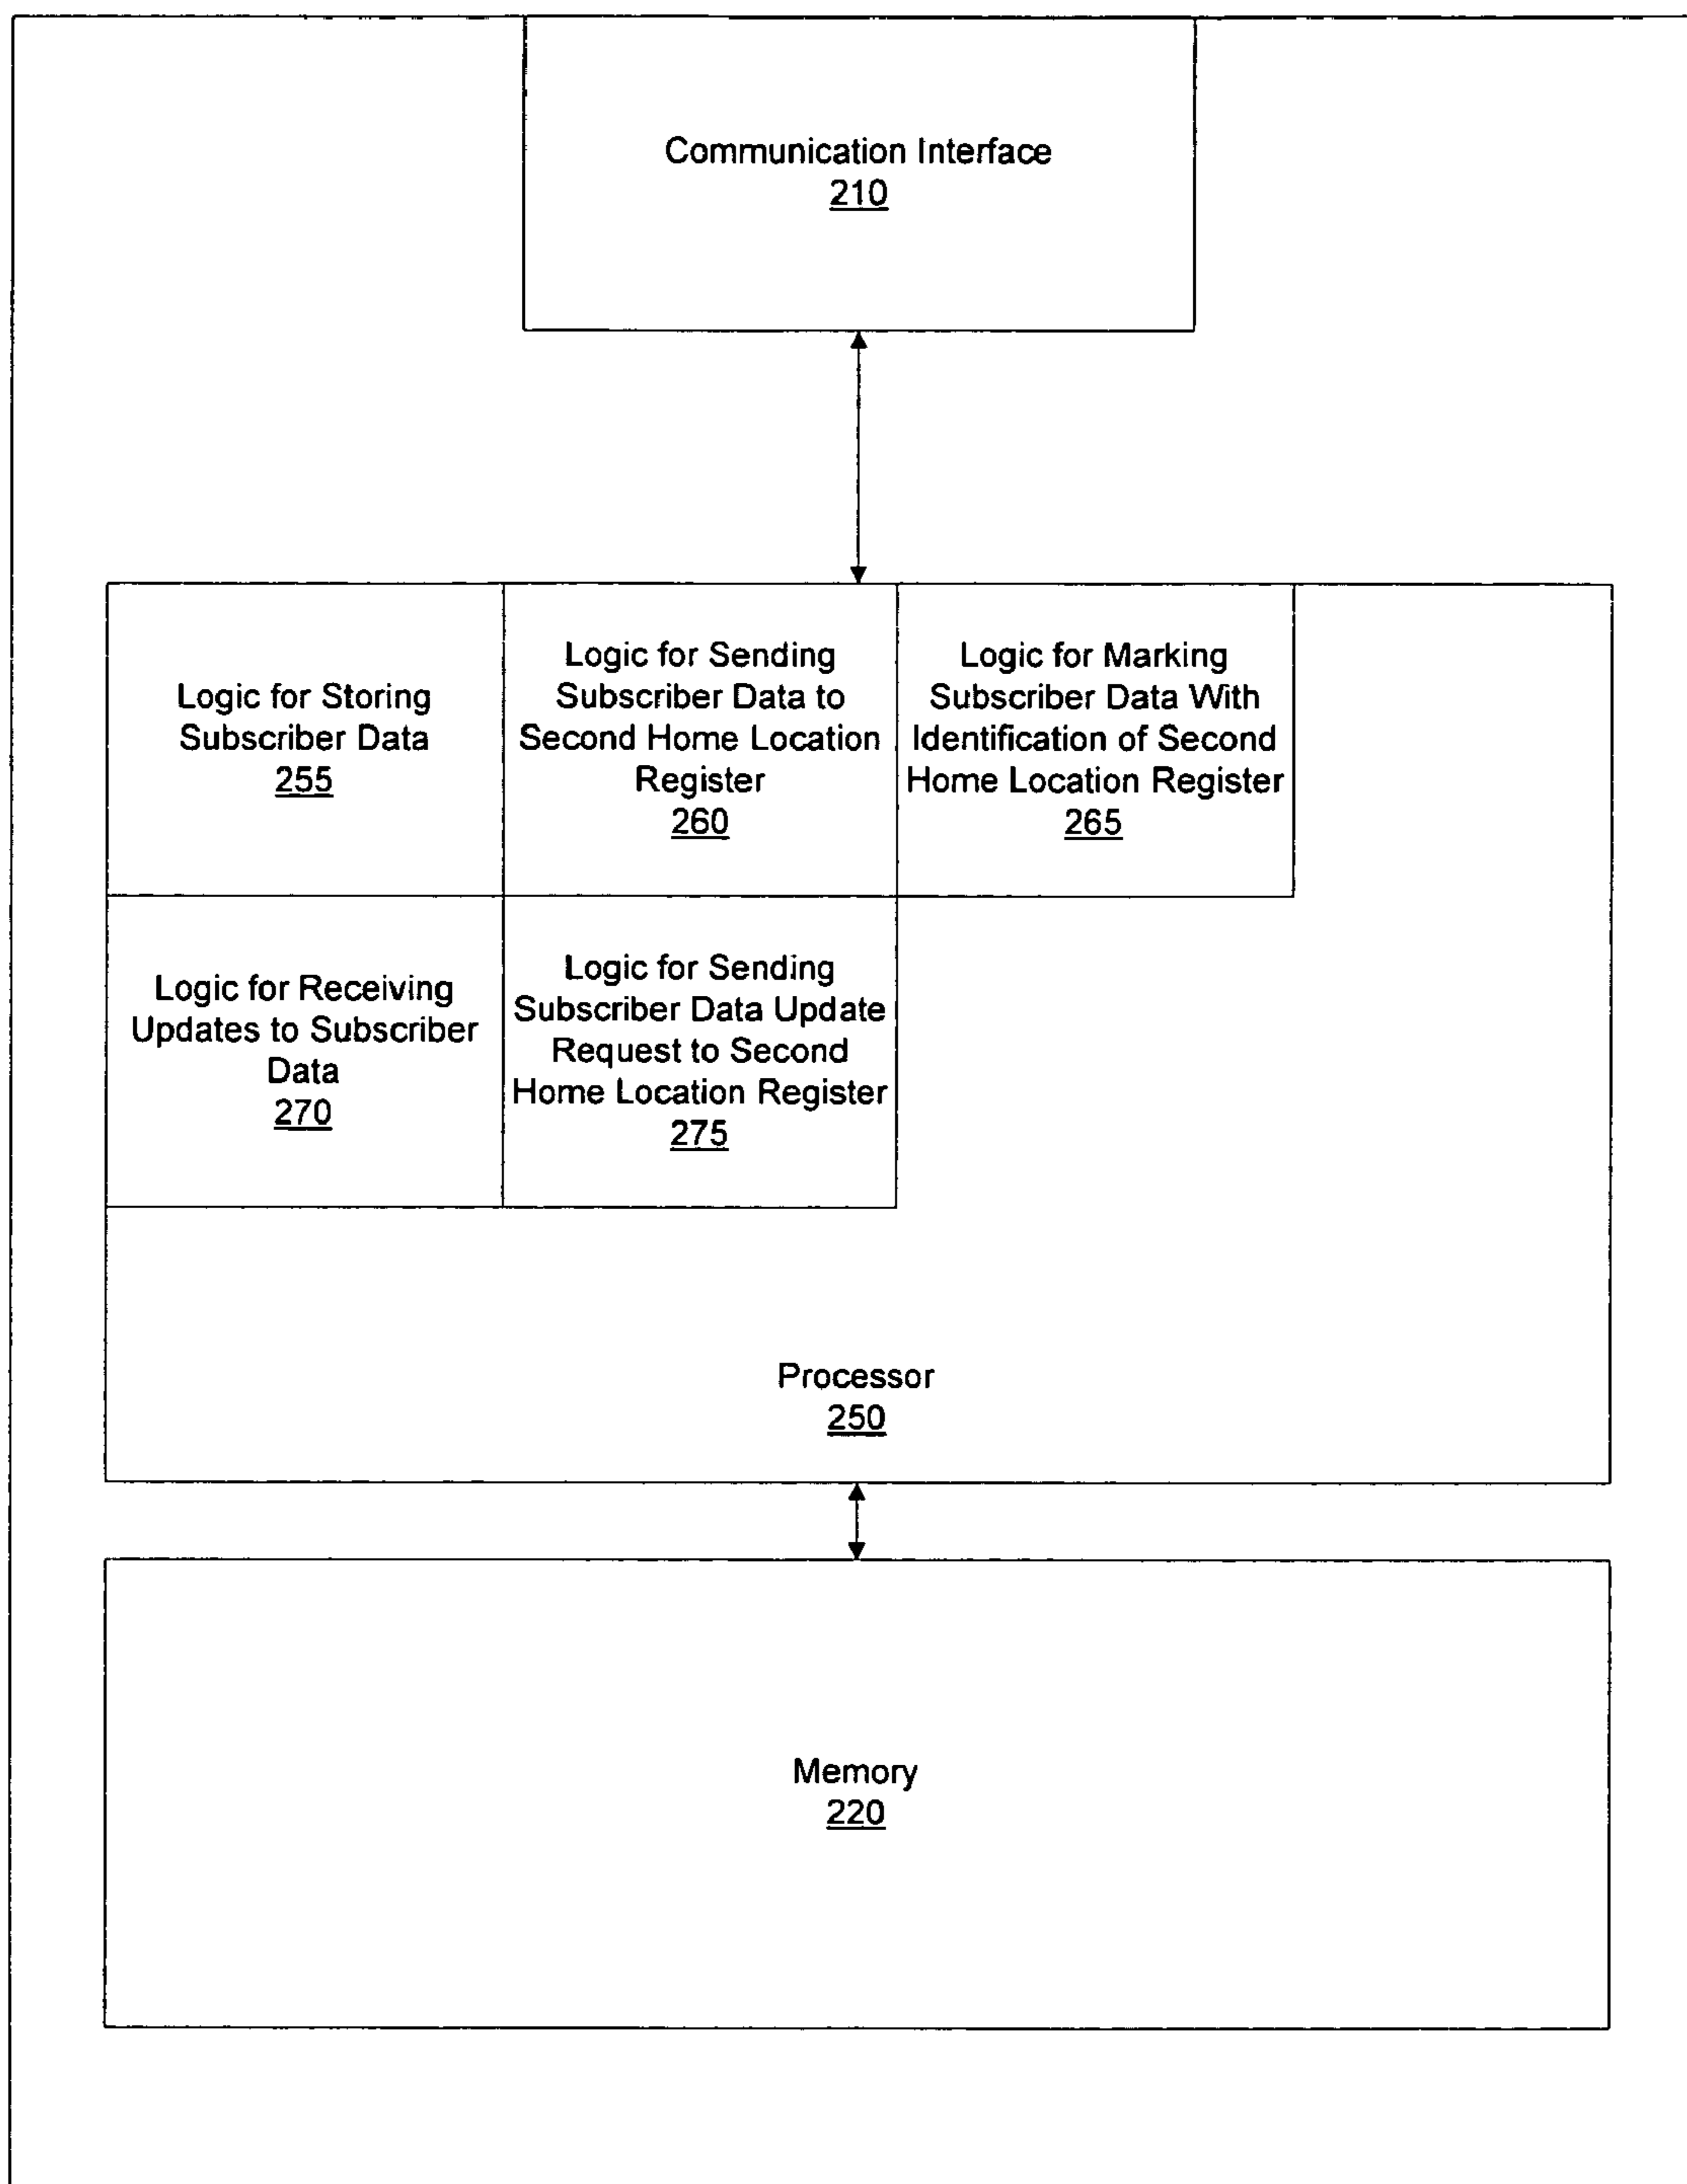 Communication Interface
210
Logic for Storing
Subscriber Data
255
Logic for Sending
Subscriber Data to
Second Home Location
Register
260
Logic for Marking
Subscriber Data With
Identification of Second
Home Location Register
265
Logic for Receiving
Updates to Subscriber
Data
270
Logic for Sending
Subscriber Data Update
Request to Second
Home Location Register
275
Processor
250
Memory
220